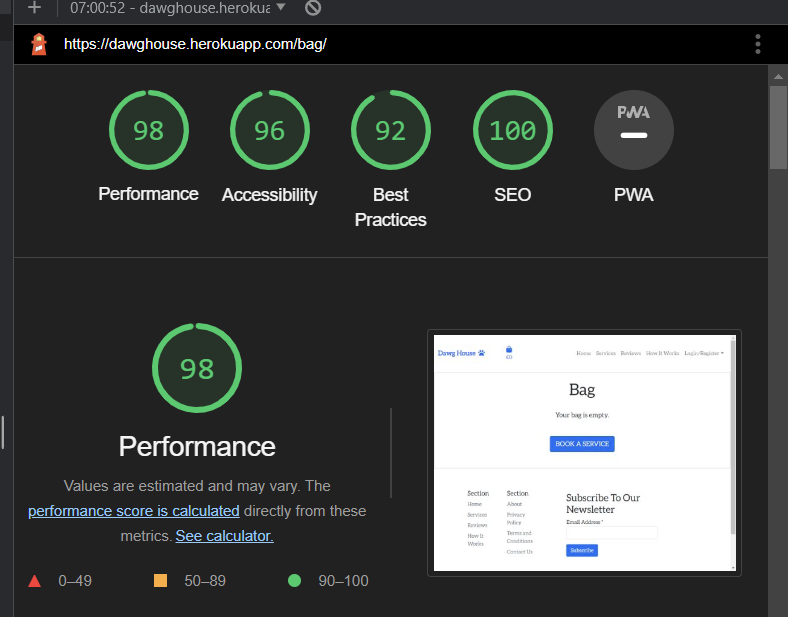 07:00:52 - dawghouse.heroku
https://dawghouse.herokuapp.com/bag/
98 96 92 100 PWA
Performance Accessibility Best Practices SEO PWA
98
Performance
Values are estimated and may vary. The
performance score is calculated directly from these
metrics. See calculator.
0–49 50–89 90–100
Dawg House Home Services Reviews How It Works Login/Register
Bag
Your bag is empty.
BOOK A SERVICE
Section
Home
Services
Reviews
How It
Works
Section
About
Privacy
Policy
Terms and
Conditions
Contact Us
Subscribe To Our
Newsletter
Email Address *
Subscribe